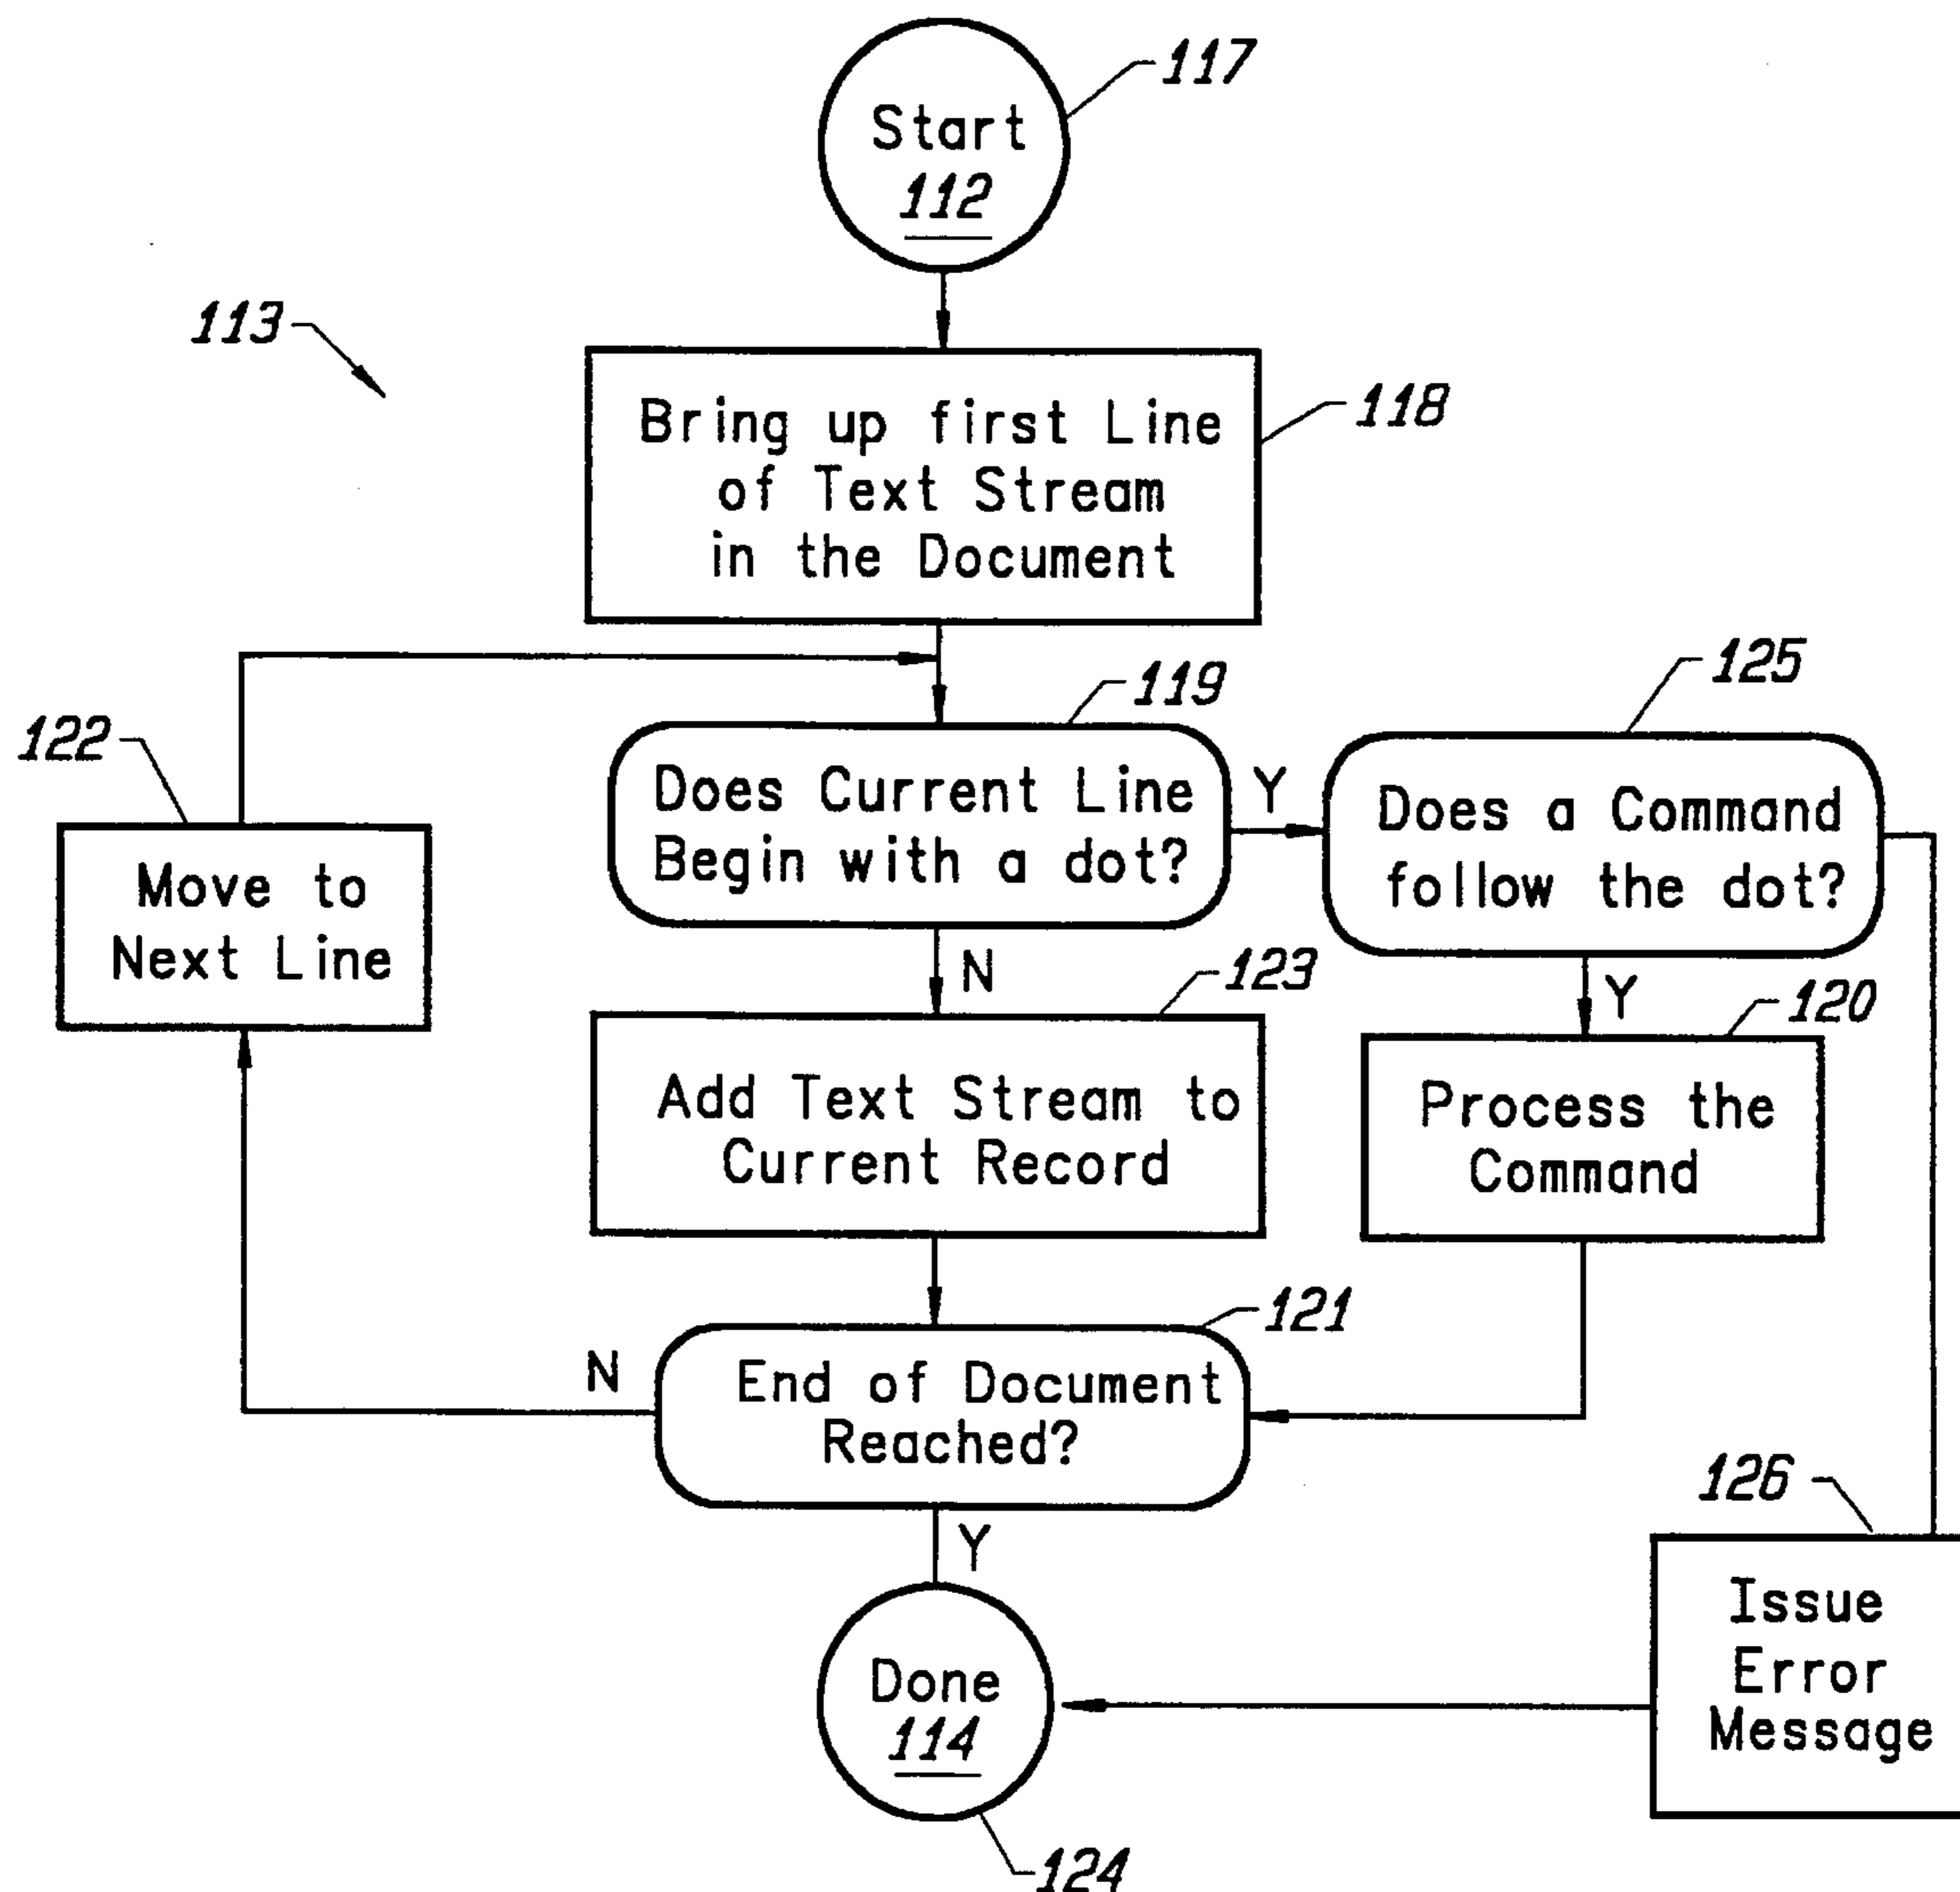 117
Start
112
113
Bring up first Line
of Text Stream
in the Document
118
119
125
122
Does Current Line
Begin with a dot?
Y
Does a Command
follow the dot?
Move to
Next Line
N
123
Y
120
Add Text Stream to
Current Record
Process the
Command
121
N
End of Document
Reached?
Y
126
Issue
Error
Message
Done
114
124